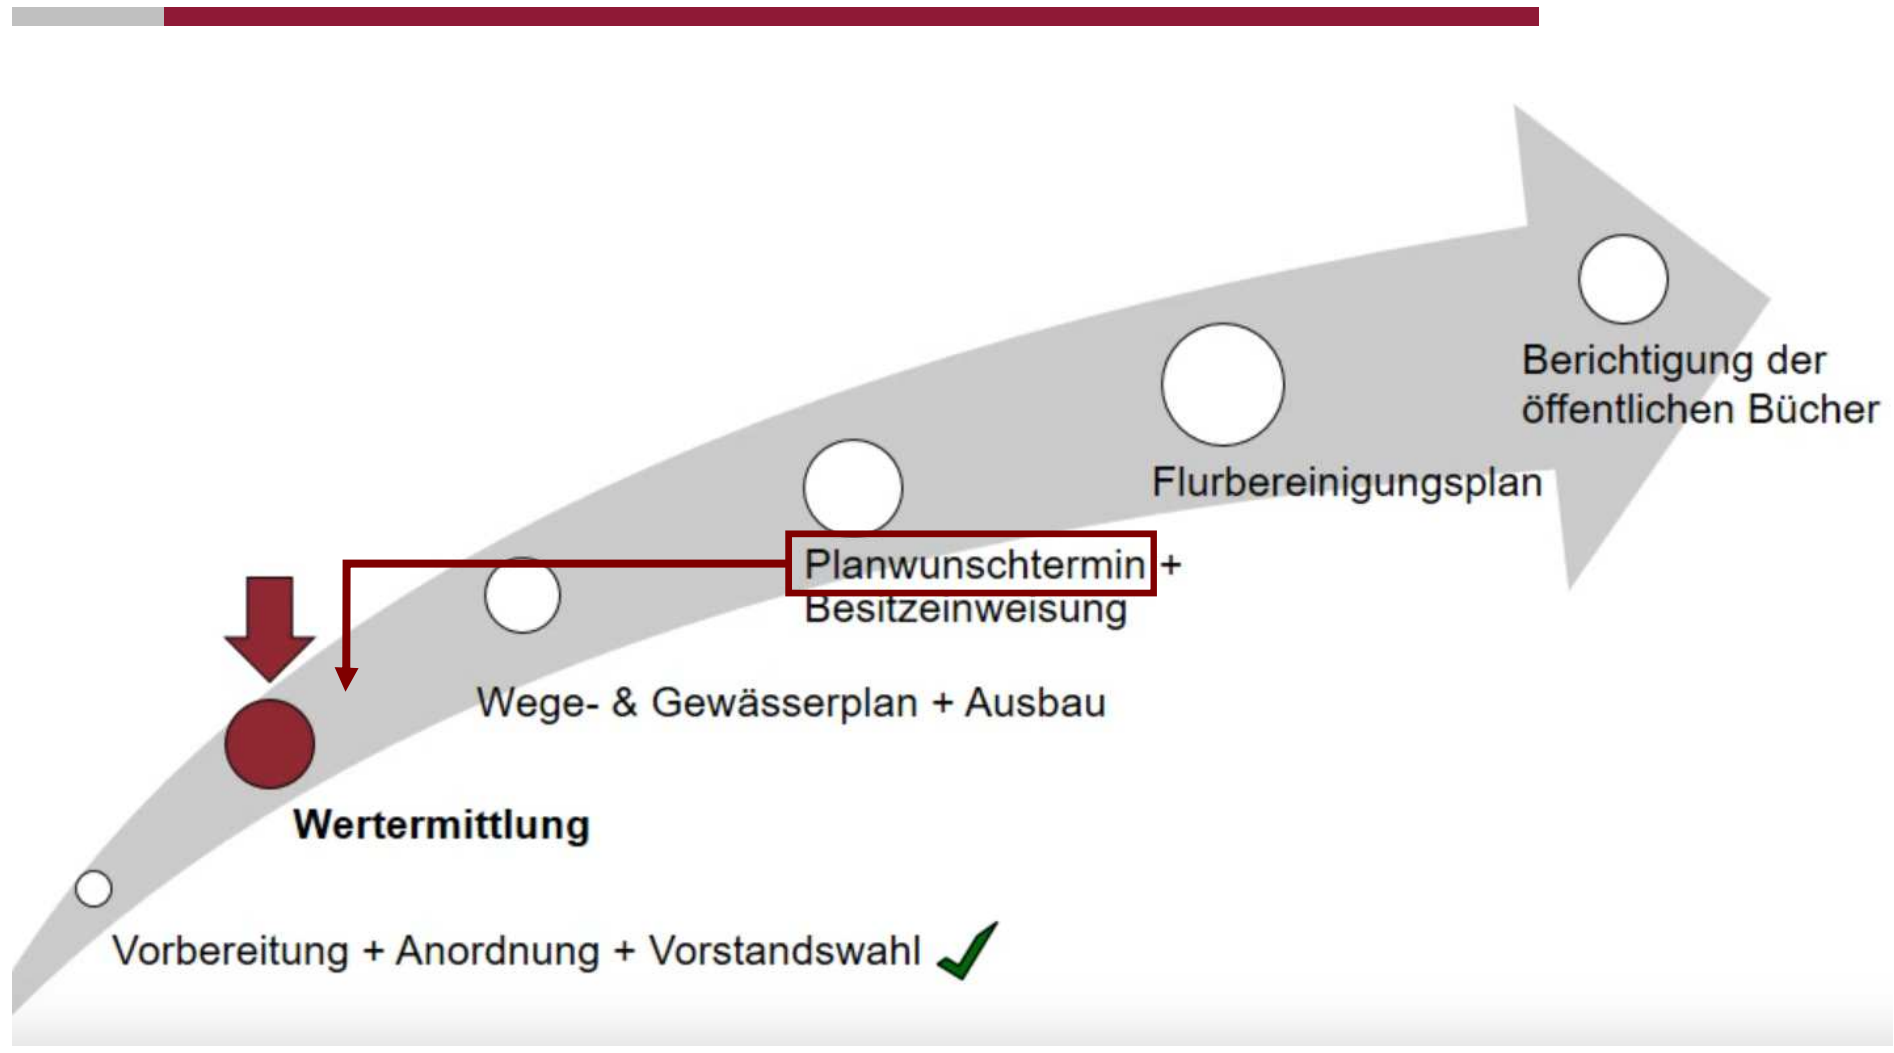 Berichtigung der
öffentlichen Bücher
Flurbereinigungsplan
Planwunschtermin +
Besitzeinweisung
Wege- & Gewässerplan + Ausbau
Wertermittlung
Vorbereitung + Anordnung + Vorstandswahl